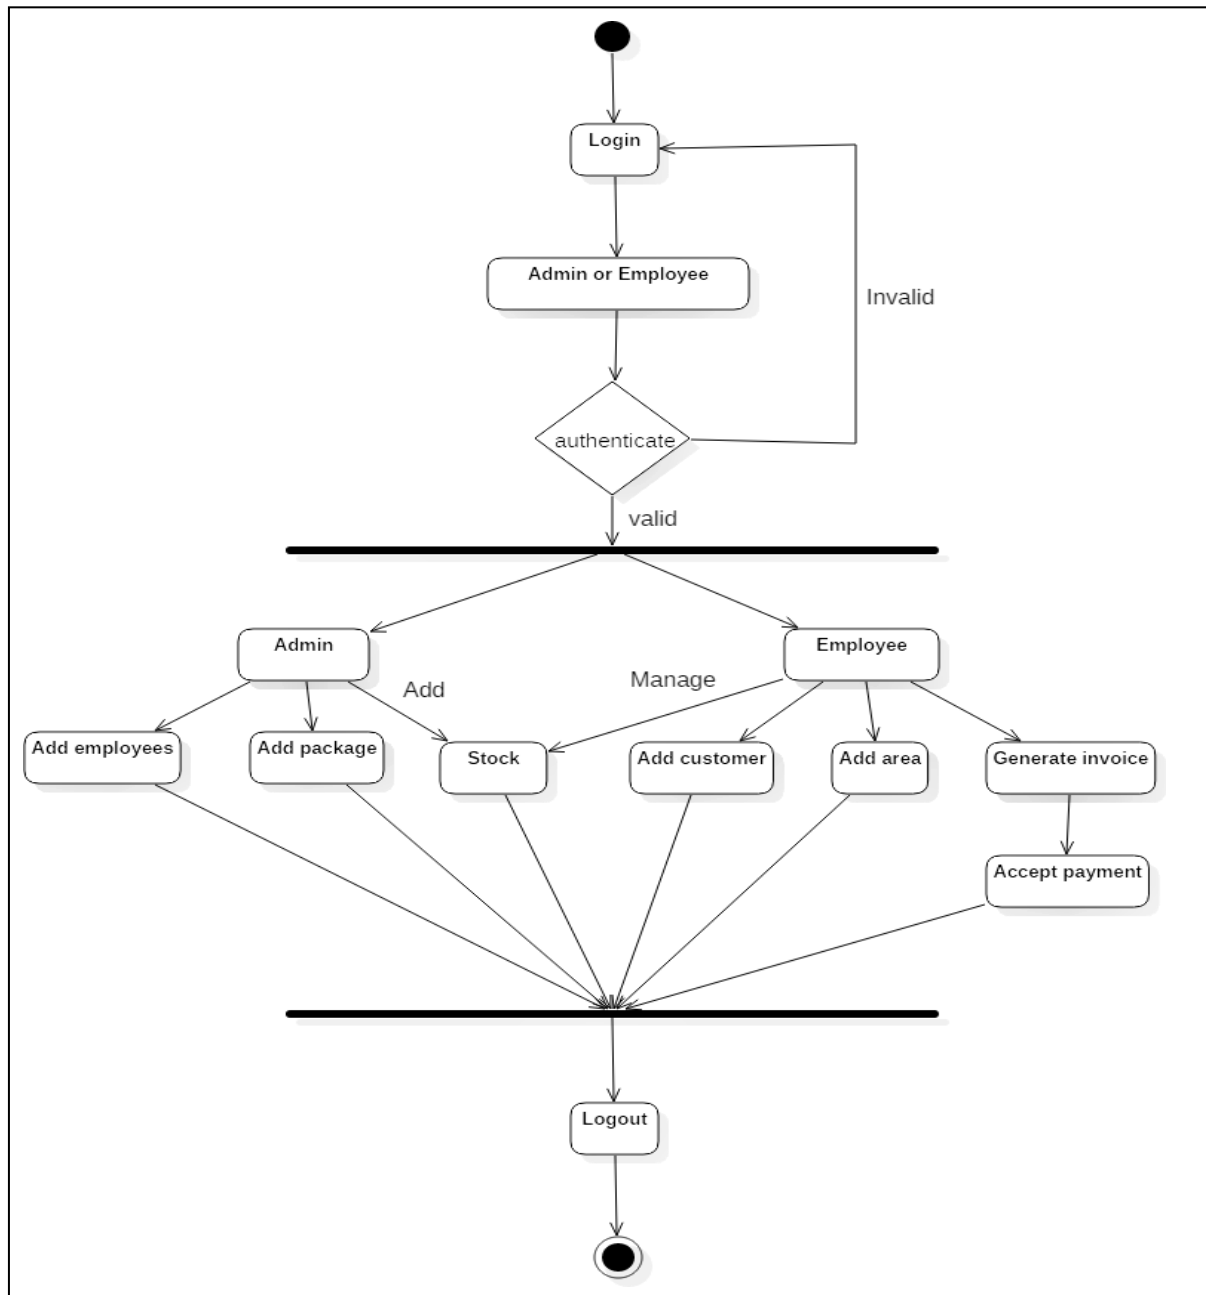 Login
Admin or Employee
Invalid
authenticate
valid
Admin
Employee
Add
Manage
Add employees
Add package
Stock
Add customer
Add area
Generate invoice
Accept payment
Logout